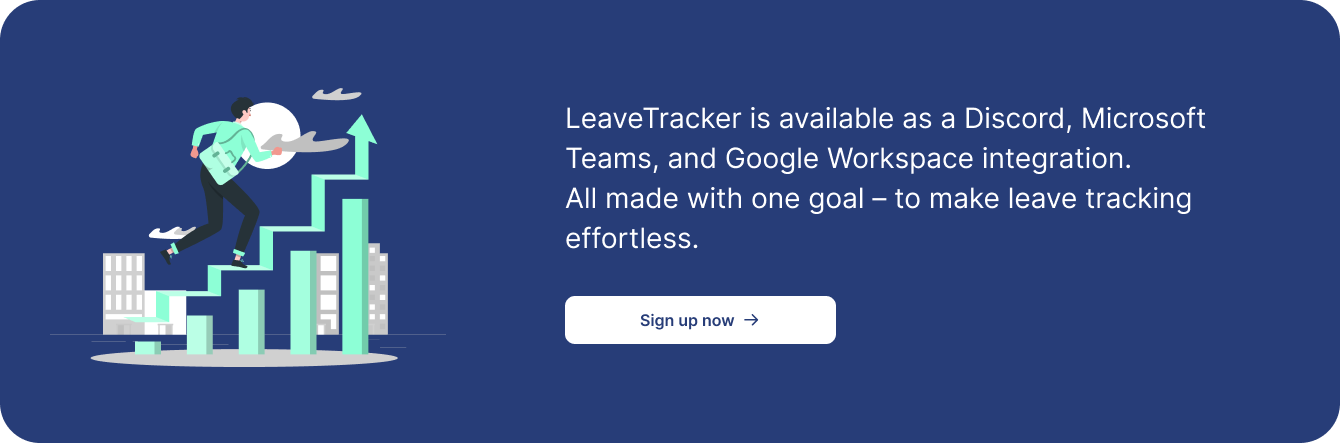 LeaveTracker is available as a Discord, Microsoft
Teams, and Google Workspace integration.
All made with one goal – to make leave tracking
effortless.
Sign up now →